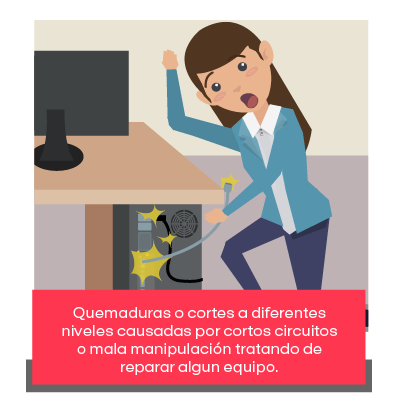 Quemaduras o cortes a diferentes
niveles causadas por cortos circuitos
o mala manipulación tratando de
reparar algun equipo.